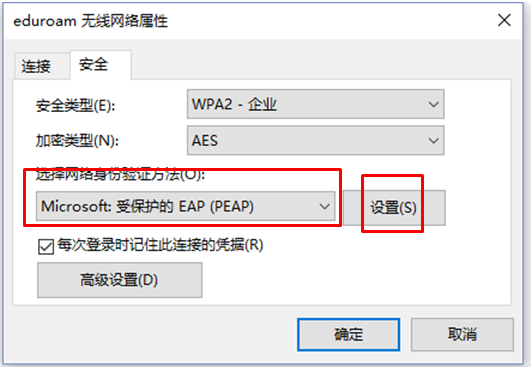 eduroam 无线网络属性
连接 安全
安全类型(E): WPA2 - 企业
加密类型(N): AES
选择网络身份验证方法(O):
Microsoft: 受保护的 EAP (PEAP) 设置(S)
每次登录时记住此连接的凭据(R)
高级设置(D)
确定 取消